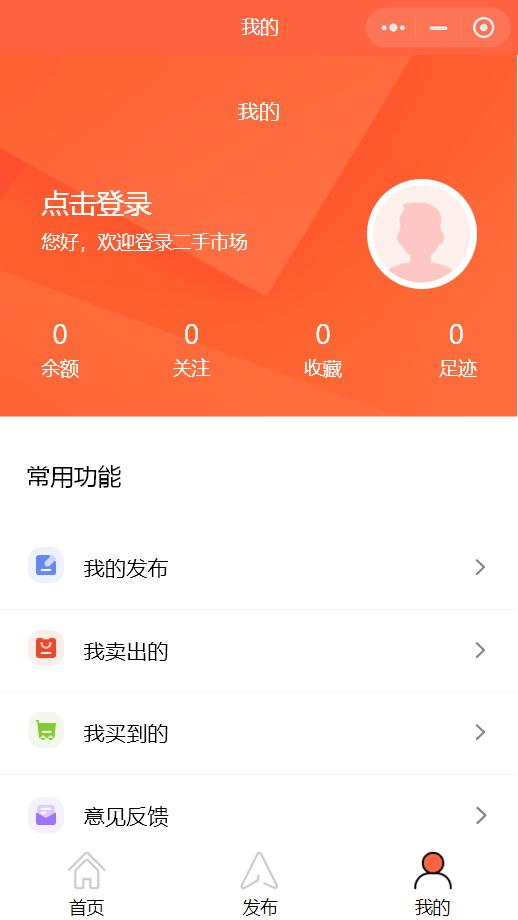 我的
我的
点击登录
您好，欢迎登录二手市场
0 0 0 0
余额 关注 收藏 足迹
常用功能
我的发布
我卖出的
我买到的
意见反馈
首页 发布 我的